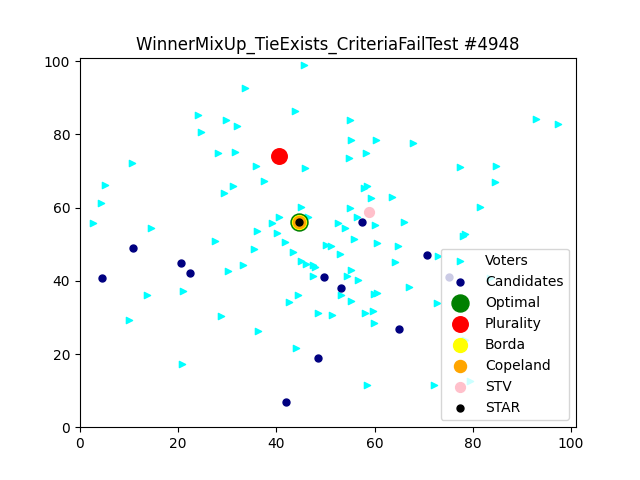 WinnerMixUp_TieExists_CriteriaFailTest #4948
100
80
60
40
20
0
0 20 40 60 80 100
Voters
Candidates
Optimal
Plurality
Borda
Copeland
STV
STAR